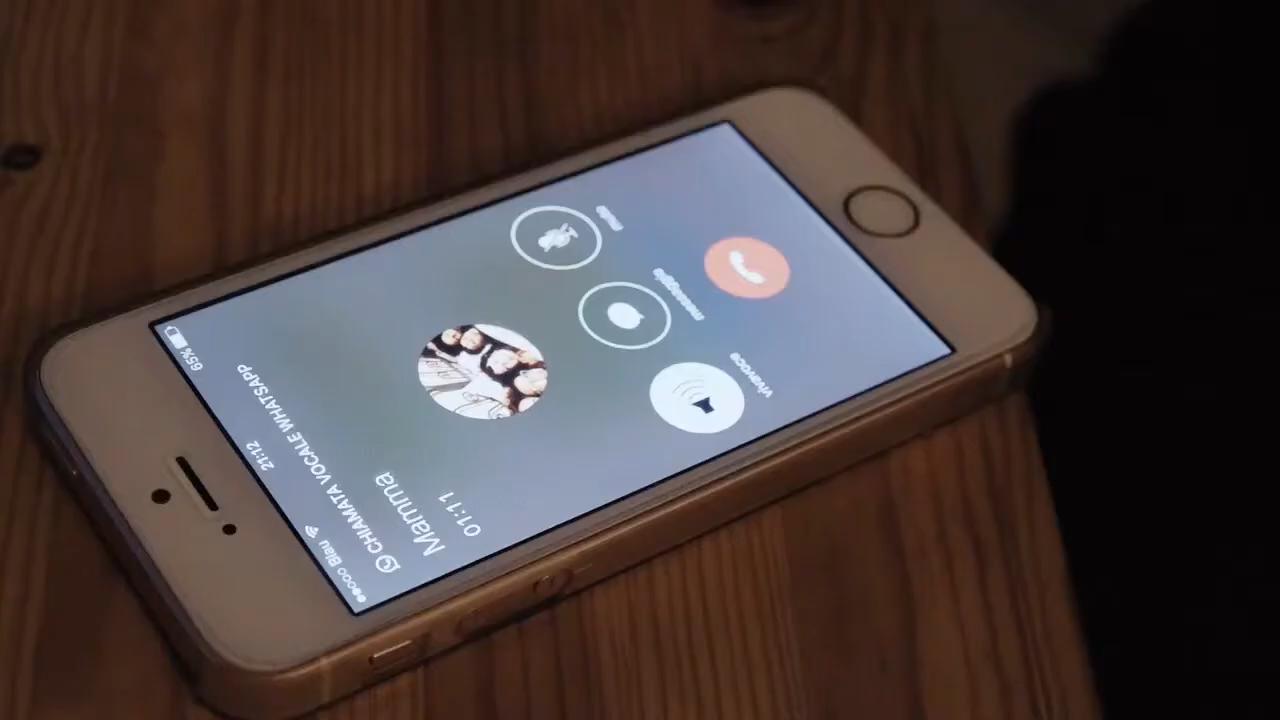 ●○○○○ Blau 21:12 65%
CHIAMATA VOCALE WHATSAPP
Mamma
01:11
muto messaggio vivavoce